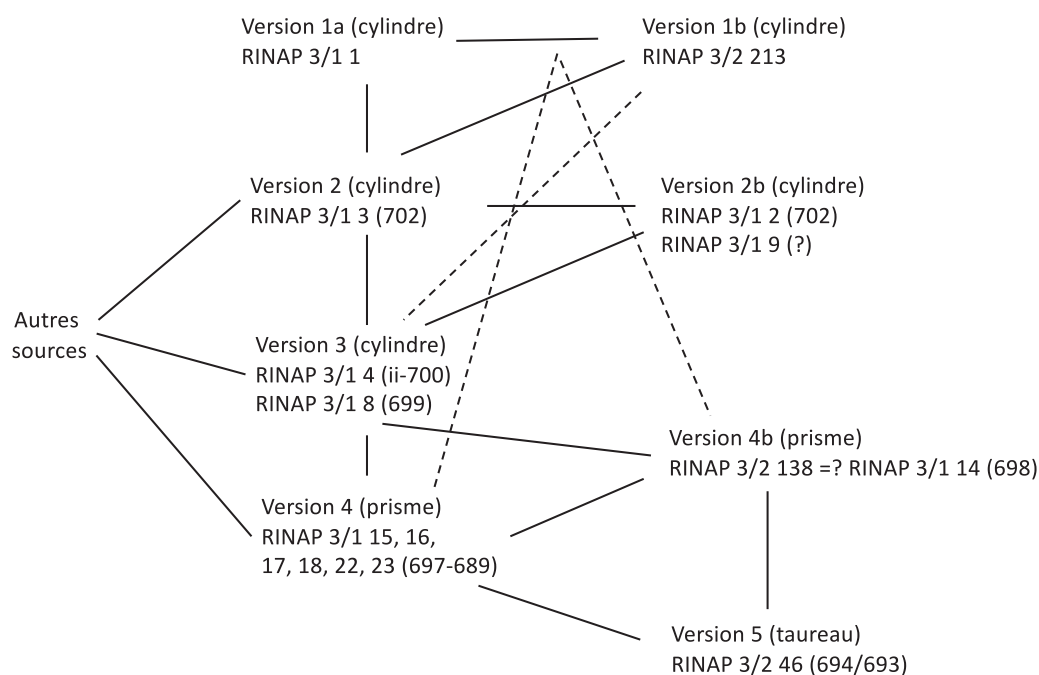 Version 1a (cylindre)
RINAP 3/1 1
Version 1b (cylindre)
RINAP 3/2 213
Version 2 (cylindre)
RINAP 3/1 3 (702)
Version 2b (cylindre)
RINAP 3/1 2 (702)
RINAP 3/1 9 (?)
Autres
sources
Version 3 (cylindre)
RINAP 3/1 4 (ii-700)
RINAP 3/1 8 (699)
Version 4b (prisme)
RINAP 3/2 138 =? RINAP 3/1 14 (698)
Version 4 (prisme)
RINAP 3/1 15, 16,
17, 18, 22, 23 (697-689)
Version 5 (taureau)
RINAP 3/2 46 (694/693)